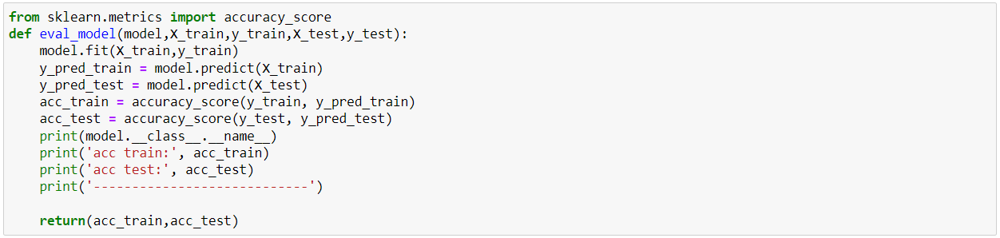 from sklearn.metrics import accuracy_score
def eval_model(model,X_train,y_train,X_test,y_test):
    model.fit(X_train,y_train)
    y_pred_train = model.predict(X_train)
    y_pred_test = model.predict(X_test)
    acc_train = accuracy_score(y_train, y_pred_train)
    acc_test = accuracy_score(y_test, y_pred_test)
    print(model.__class__.__name__)
    print('acc train:', acc_train)
    print('acc test:', acc_test)
    print('----------------------------')
    return(acc_train,acc_test)